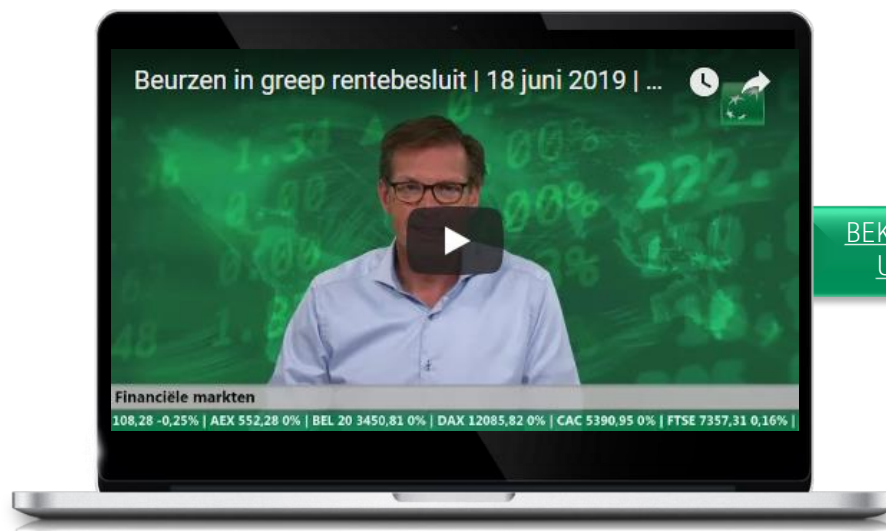 Beurzen in greep rentebesluit | 18 juni 2019 | ...
222.
Financiële markten
108,28 -0,25% | AEX 552,28 0% | BEL 20 3450,81 0% | DAX 12085,82 0% | CAC 5390,95 0% | FTSE 7357,31 0,16% |